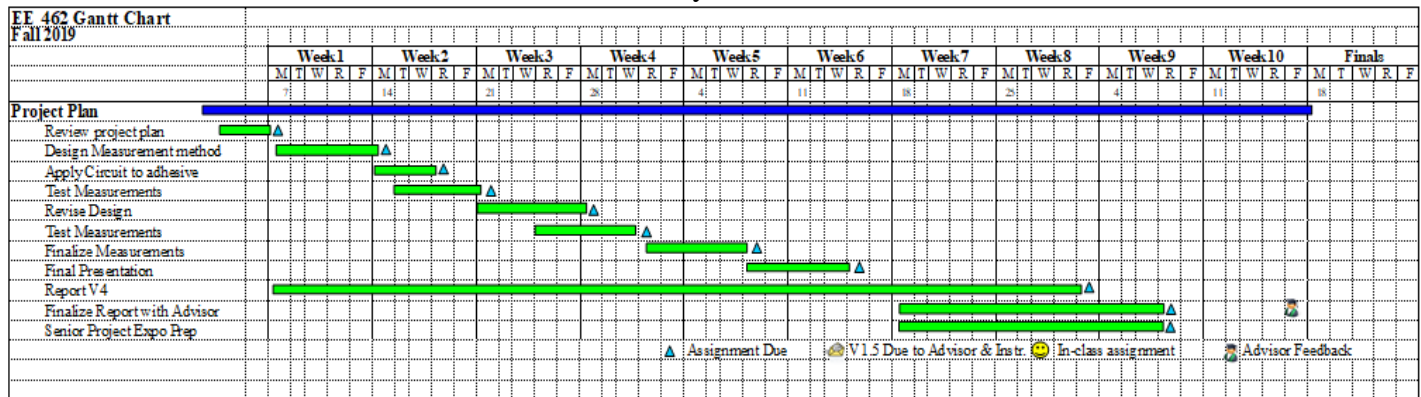 EE 462 Gantt Chart
Fall 2019
Week1 Week2 Week3 Week4 Week5 Week6 Week7 Week8 Week9 Week10 Finals
M T W R F M T W R F M T W R F M T W R F M T W R F M T W R F M T W R F M T W R F M T W R F M T W R F M T W R F
7 14 21 28 4 11 18 25 4 11 18
Project Plan
Review project plan
Design Measurement method
Apply Circuit to adhesive
Test Measurements
Revise Design
Test Measurements
Finalize Measurements
Final Presentation
Report V4
Finalize Report with Advisor
Senior Project Expo Prep
Assignment Due V1.5 Due to Advisor & Instr. In-class assignment Advisor Feedback